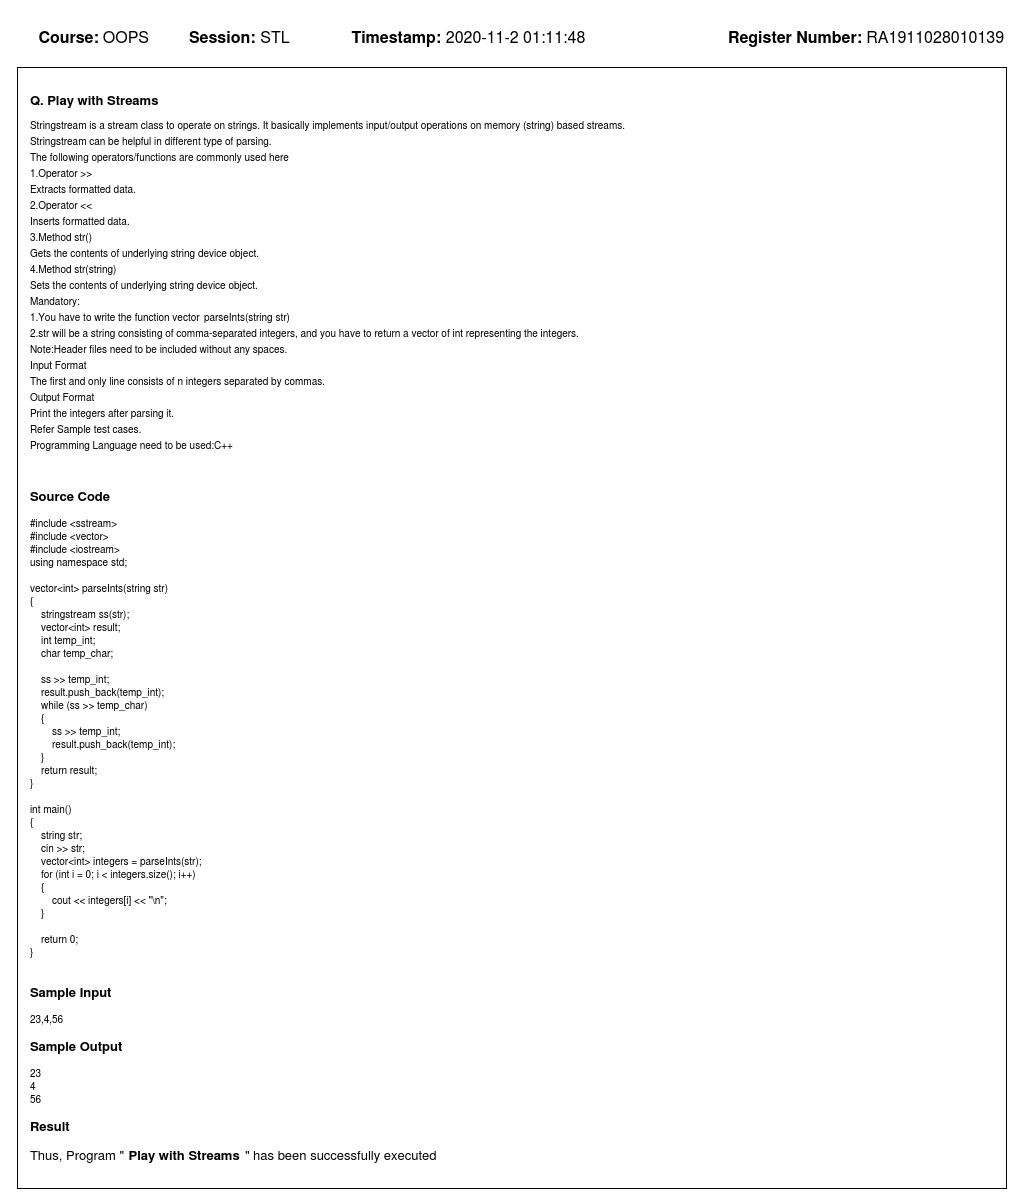 Course: OOPS Session: STL Timestamp: 2020-11-2 01:11:48 Register Number: RA1911028010139
Q. Play with Streams
Stringstream is a stream class to operate on strings. It basically implements input/output operations on memory (string) based streams.
Stringstream can be helpful in different type of parsing.
The following operators/functions are commonly used here
1.Operator >>
Extracts formatted data.
2.Operator <<
Inserts formatted data.
3.Method str()
Gets the contents of underlying string device object.
4.Method str(string)
Sets the contents of underlying string device object.
Mandatory:
1.You have to write the function vector parseInts(string str)
2.str will be a string consisting of comma-separated integers, and you have to return a vector of int representing the integers.
Note:Header files need to be included without any spaces.
Input Format
The first and only line consists of n integers separated by commas.
Output Format
Print the integers after parsing it.
Refer Sample test cases.
Programming Language need to be used:C++
Source Code
#include <sstream>
#include <vector>
#include <iostream>
using namespace std;
vector<int> parseInts(string str)
{
    stringstream ss(str);
    vector<int> result;
    int temp_int;
    char temp_char;
    ss >> temp_int;
    result.push_back(temp_int);
    while (ss >> temp_char)
    {
        ss >> temp_int;
        result.push_back(temp_int);
    }
    return result;
}
int main()
{
    string str;
    cin >> str;
    vector<int> integers = parseInts(str);
    for (int i = 0; i < integers.size(); i++)
    {
        cout << integers[i] << "\n";
    }
    return 0;
}
Sample Input
23,4,56
Sample Output
23
4
56
Result
Thus, Program " Play with Streams " has been successfully executed